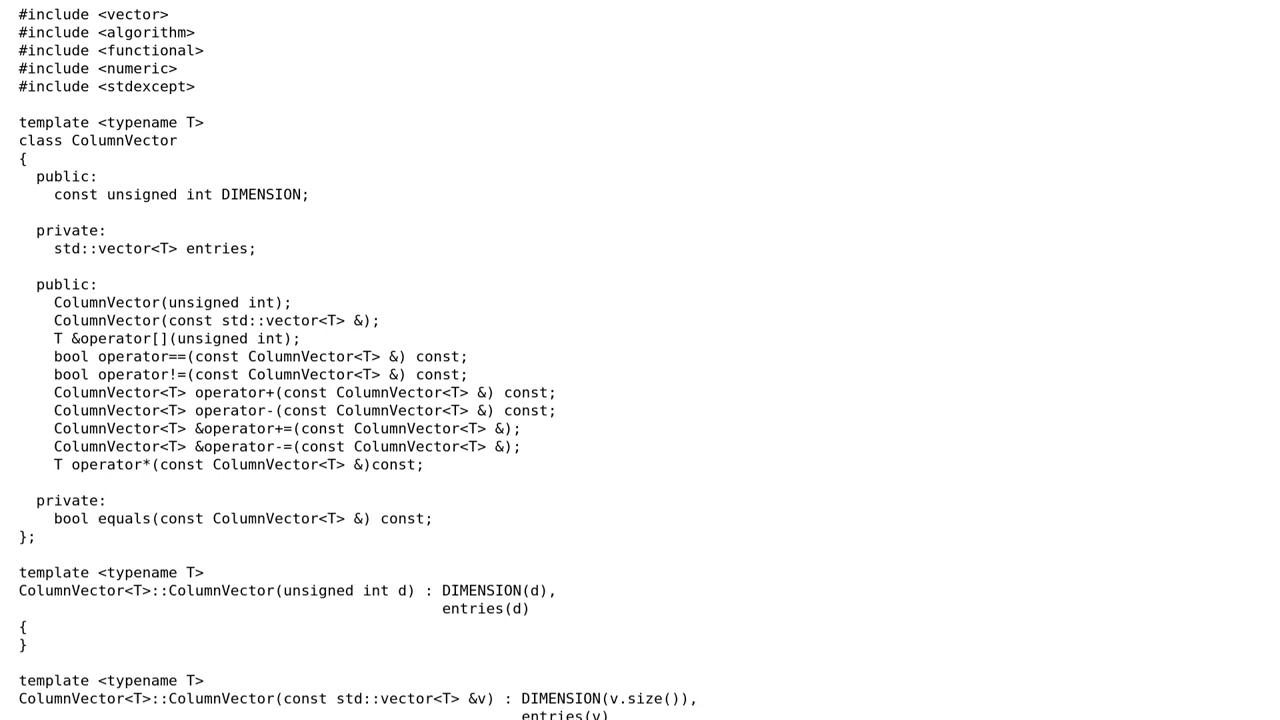 #include <vector>
#include <algorithm>
#include <functional>
#include <numeric>
#include <stdexcept>

template <typename T>
class ColumnVector
{
  public:
    const unsigned int DIMENSION;

  private:
    std::vector<T> entries;

  public:
    ColumnVector(unsigned int);
    ColumnVector(const std::vector<T> &);
    T &operator[](unsigned int);
    bool operator==(const ColumnVector<T> &) const;
    bool operator!=(const ColumnVector<T> &) const;
    ColumnVector<T> operator+(const ColumnVector<T> &) const;
    ColumnVector<T> operator-(const ColumnVector<T> &) const;
    ColumnVector<T> &operator+=(const ColumnVector<T> &);
    ColumnVector<T> &operator-=(const ColumnVector<T> &);
    T operator*(const ColumnVector<T> &)const;

  private:
    bool equals(const ColumnVector<T> &) const;
};

template <typename T>
ColumnVector<T>::ColumnVector(unsigned int d) : DIMENSION(d),
                                                entries(d)
{
}

template <typename T>
ColumnVector<T>::ColumnVector(const std::vector<T> &v) : DIMENSION(v.size()),
                                                         entries(v)